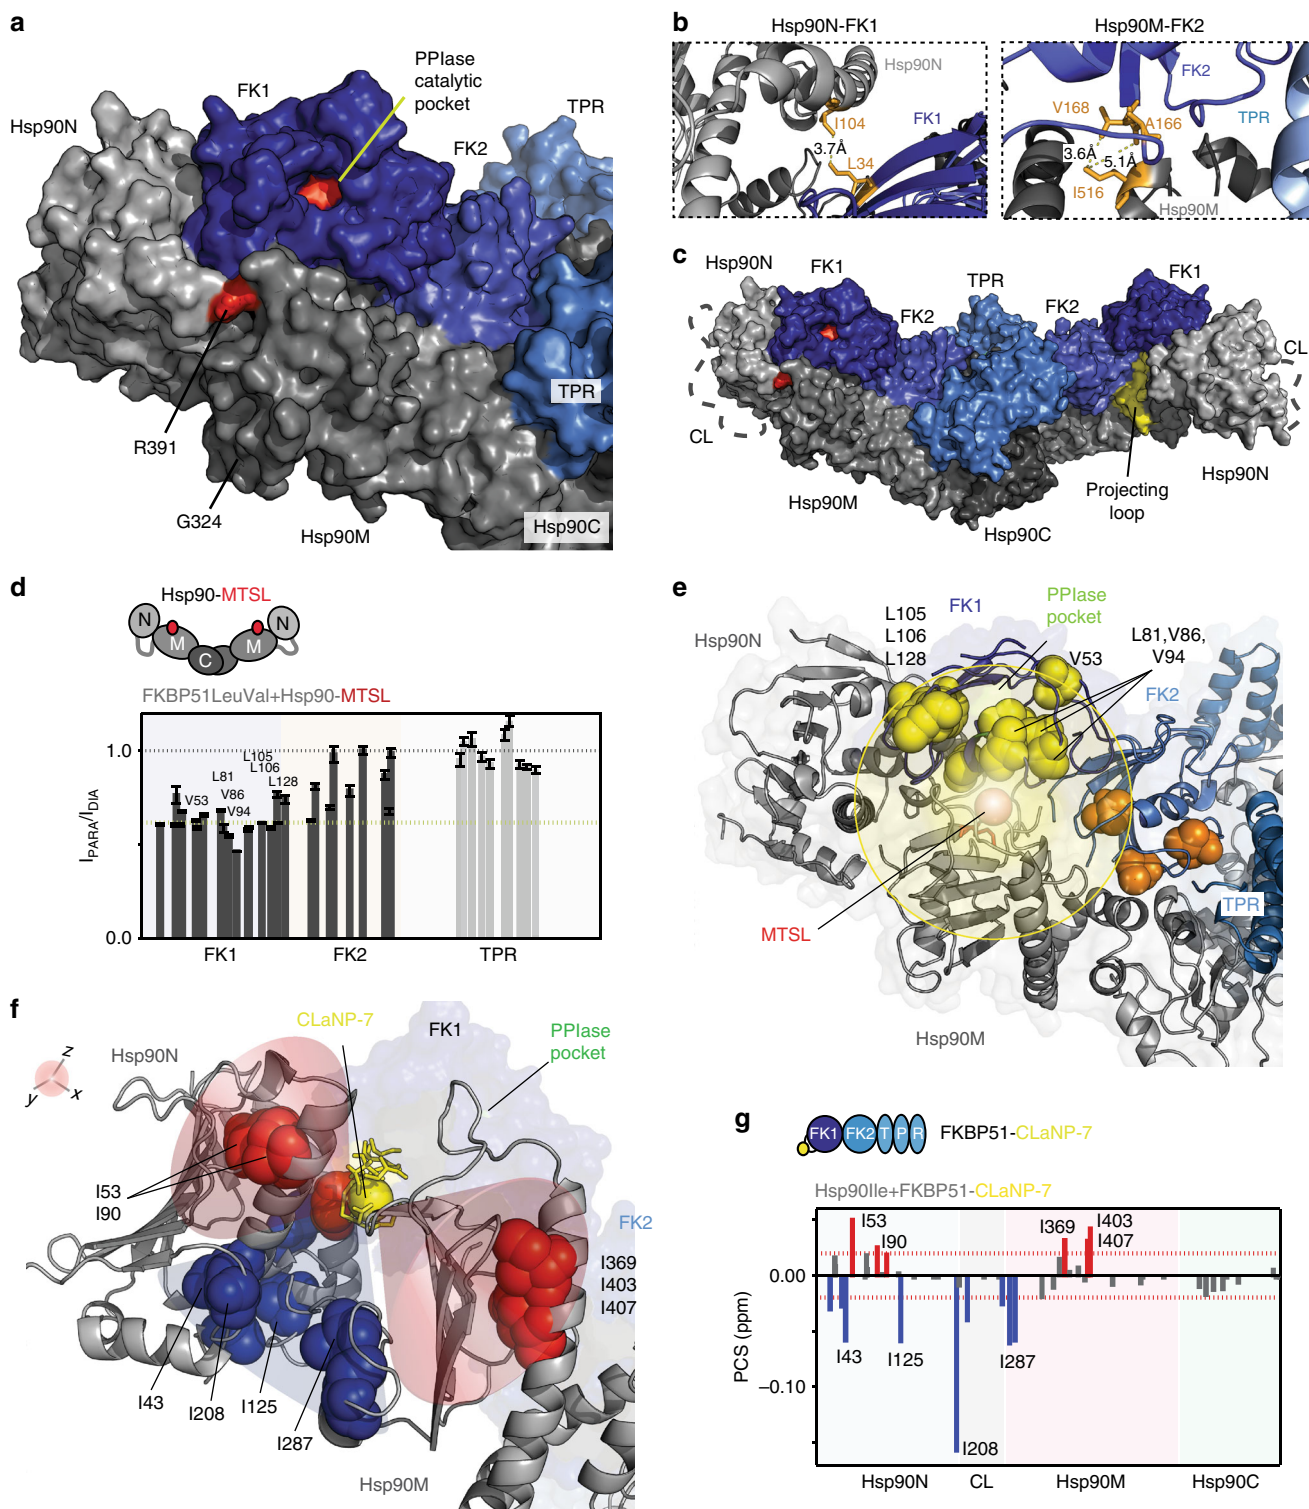 a
FK1
PPIase
catalytic
pocket
TPR
Hsp90N
FK2
TPR
R391
G324
Hsp90M
Hsp90C
b
Hsp90N-FK1
Hsp90M-FK2
Hsp90N
I104
FK1
3.7Å
L34
FK2
V168
A166
TPR
3.6Å
5.1Å
I516
Hsp90M
c
Hsp90N
FK1
TPR
FK1
FK2
FK2
CL
CL
Hsp90M
Hsp90N
Projecting
loop
Hsp90C
d
Hsp90-MTSL
N
N
M
M
C
FKBP51LeuVal+Hsp90-MTSL
1.0
0.0
I PARA/I DIA
V53
L81
V86
V94
L105
L106
L128
FK1
FK2
TPR
e
PPIase
pocket
FK1
L105
L106
L128
Hsp90N
L81,V86,
V94
V53
FK2
MTSL
TPR
Hsp90M
f
CLaNP-7
FK1
PPIase
pocket
Hsp90N
z
y
x
I53
I90
FK2
I369
I403
I407
I43
I208
I125
I287
Hsp90M
g
FK1
FK2
T
P
R
FKBP51-CLaNP-7
Hsp90Ile+FKBP51-CLaNP-7
I53
I90
I369
I403
I407
0.00
−0.10
PCS (ppm)
I43
I125
I287
I208
Hsp90N
CL
Hsp90M
Hsp90C